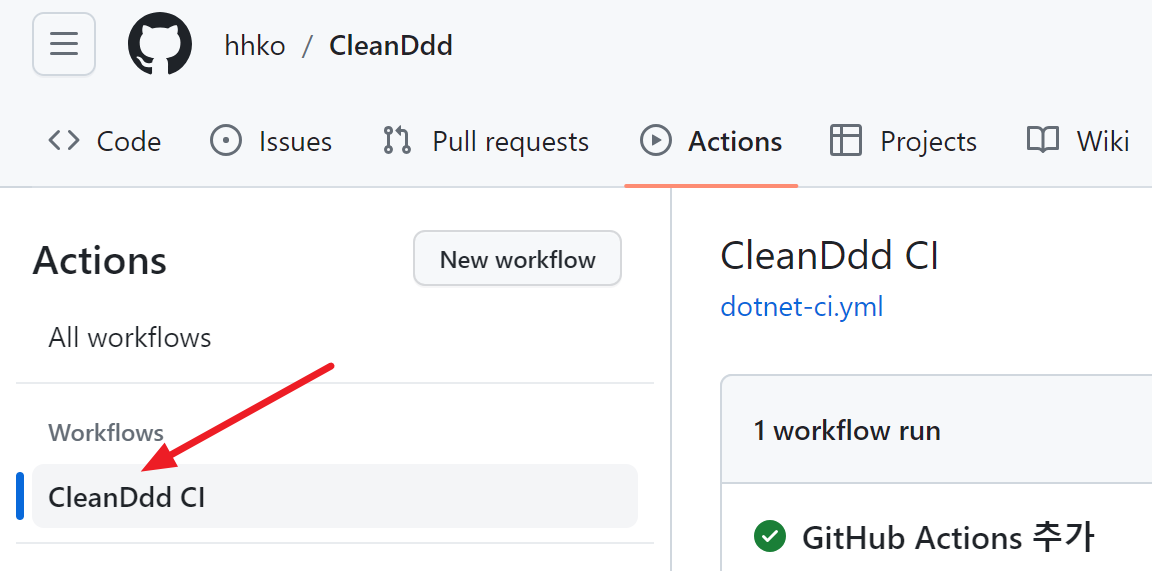 hhko / CleanDdd
Code Issues Pull requests Actions Projects Wiki
Actions
New workflow
All workflows
Workflows
CleanDdd CI
CleanDdd CI
dotnet-ci.yml
1 workflow run
GitHub Actions 추가